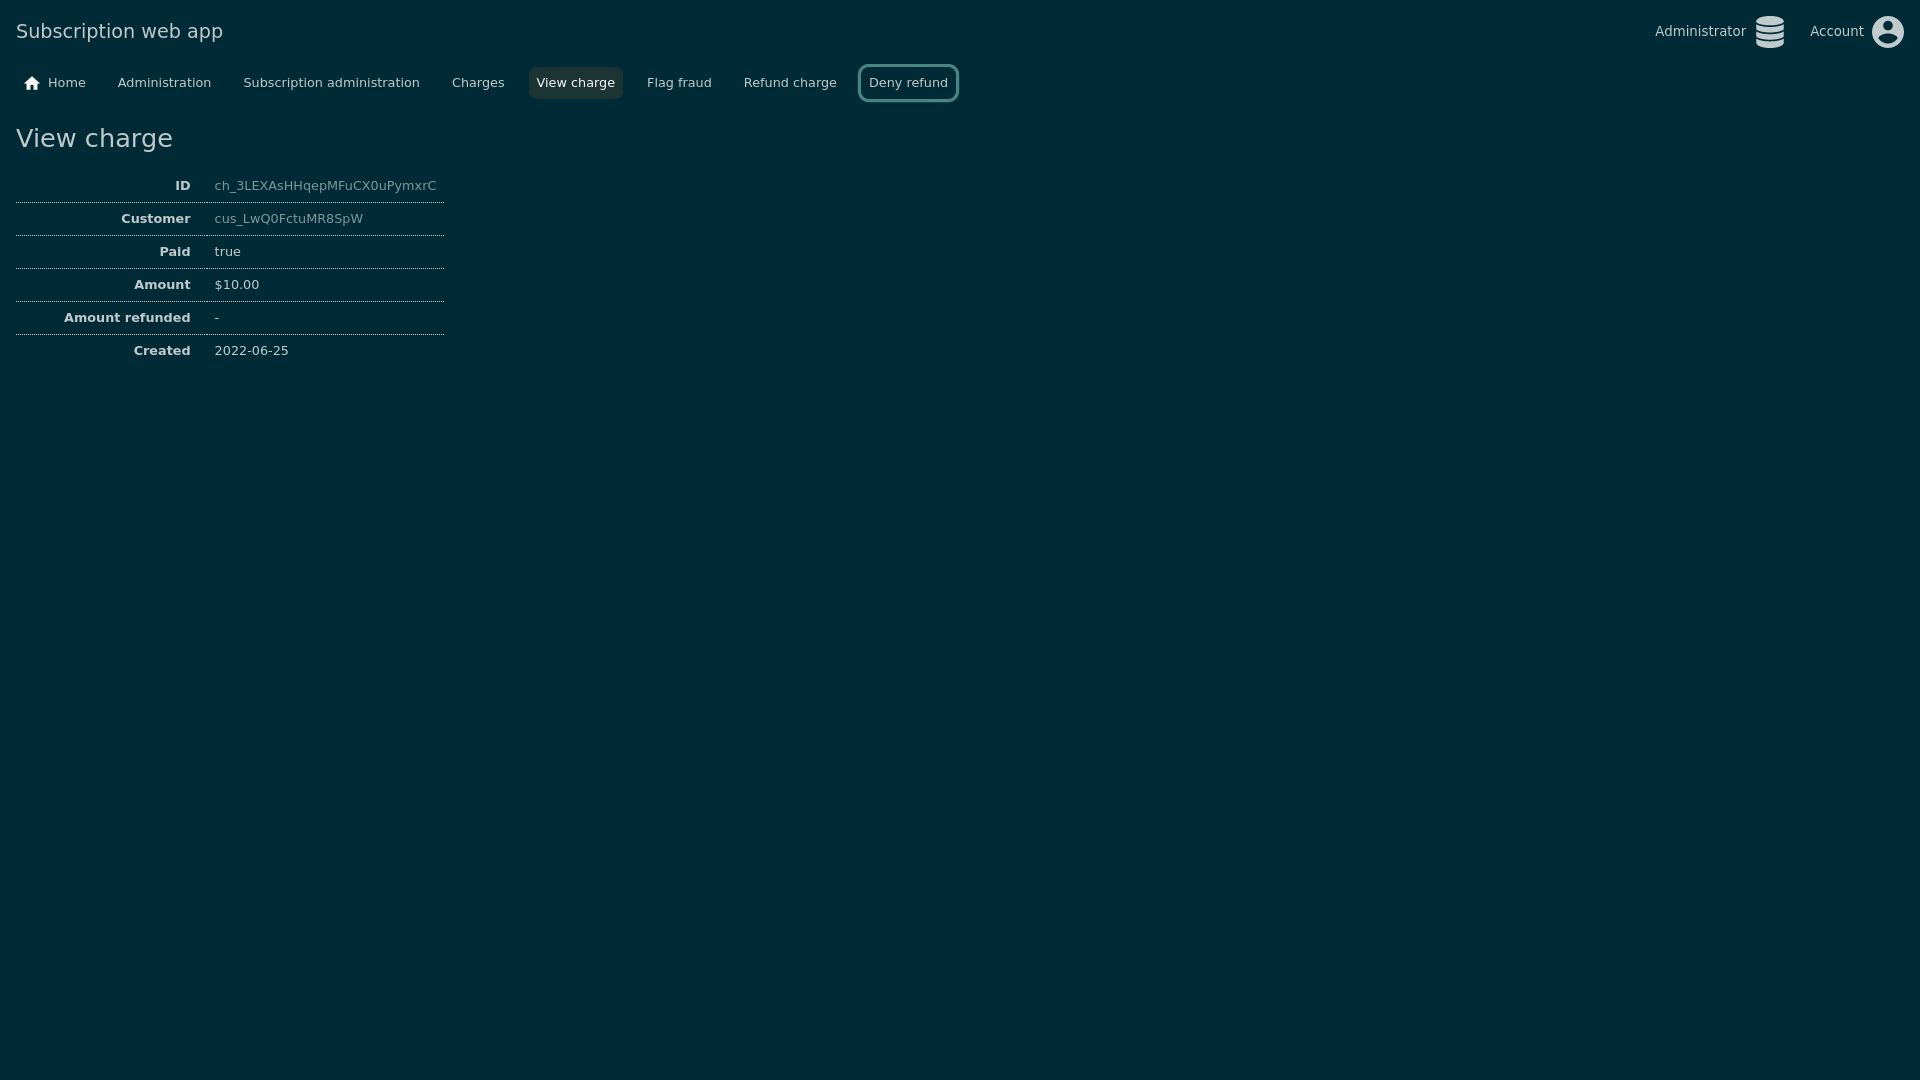 Subscription web app
Administrator
Account
Home
Administration
Subscription administration
Charges
View charge
Flag fraud
Refund charge
Deny refund
View charge
ID ch_3LEXAsHHqepMFuCX0uPymxrC
Customer cus_LwQ0FctuMR8SpW
Paid true
Amount $10.00
Amount refunded -
Created 2022-06-25